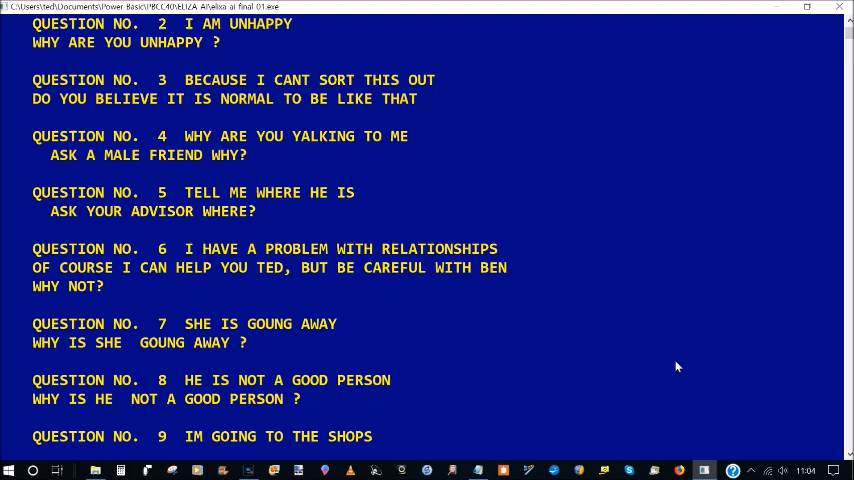 C:\Users\ted\Documents\Power Basic\PBCC40\ELIZA AI\elixa ai final 01.exe
QUESTION NO. 2 I AM UNHAPPY
WHY ARE YOU UNHAPPY ?
QUESTION NO. 3 BECAUSE I CANT SORT THIS OUT
DO YOU BELIEVE IT IS NORMAL TO BE LIKE THAT
QUESTION NO. 4 WHY ARE YOU YALKING TO ME
ASK A MALE FRIEND WHY?
QUESTION NO. 5 TELL ME WHERE HE IS
ASK YOUR ADVISOR WHERE?
QUESTION NO. 6 I HAVE A PROBLEM WITH RELATIONSHIPS
OF COURSE I CAN HELP YOU TED, BUT BE CAREFUL WITH BEN
WHY NOT?
QUESTION NO. 7 SHE IS GOUNG AWAY
WHY IS SHE GOUNG AWAY ?
QUESTION NO. 8 HE IS NOT A GOOD PERSON
WHY IS HE NOT A GOOD PERSON ?
QUESTION NO. 9 IM GOING TO THE SHOPS
11:04